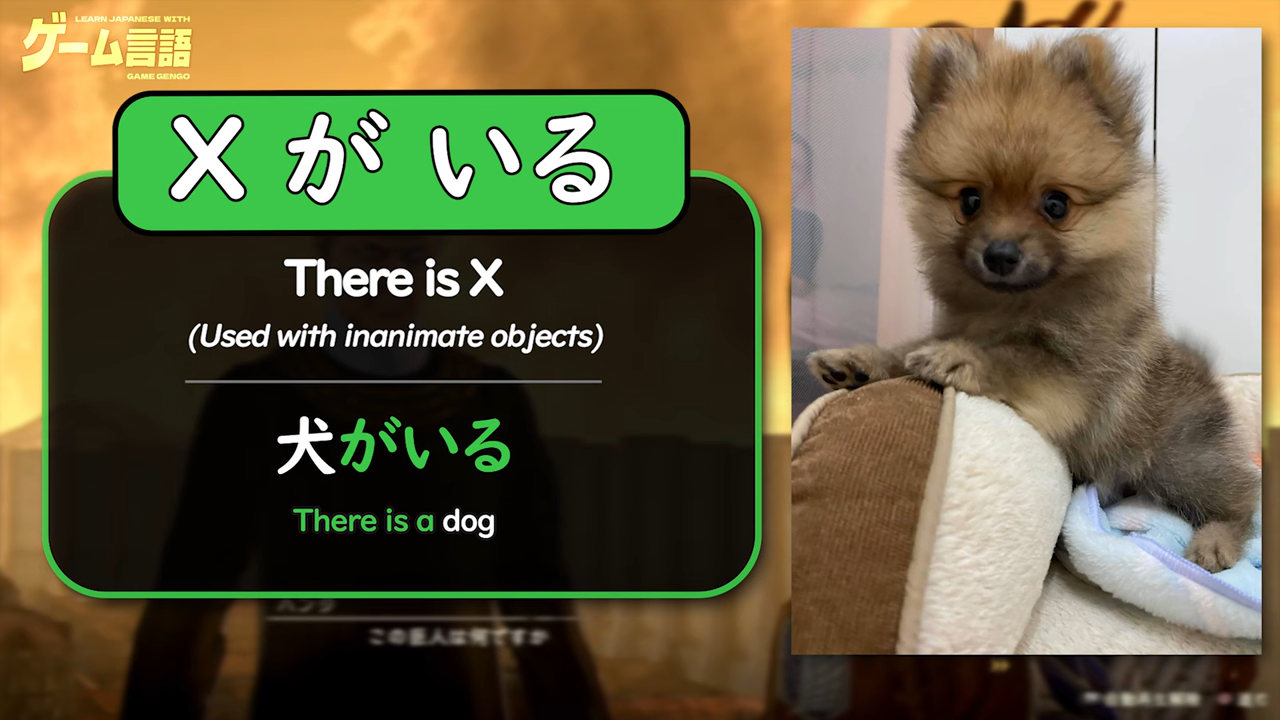 LEARN JAPANESE WITH
ゲーム言語
GAME GENGO
X が いる
There is X
(Used with inanimate objects)
犬がいる
There is a dog
この巨人は何ですか